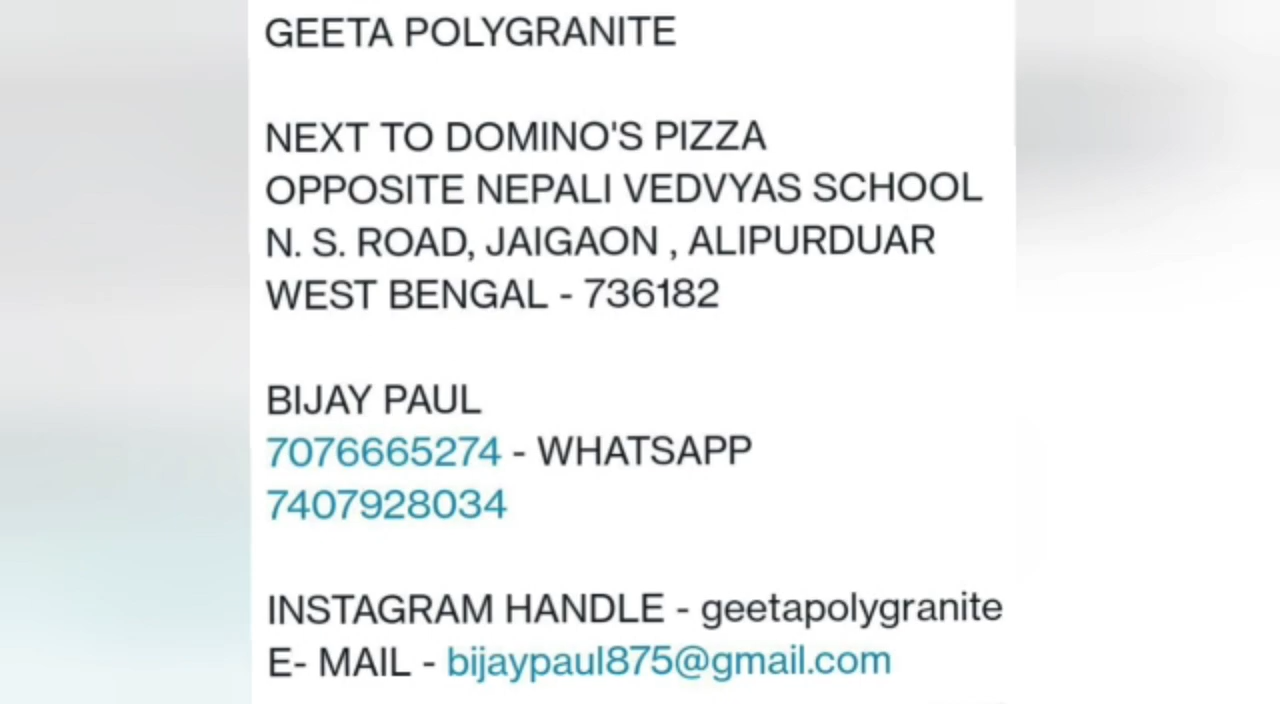 GEETA POLYGRANITE
NEXT TO DOMINO'S PIZZA
OPPOSITE NEPALI VEDVYAS SCHOOL
N. S. ROAD, JAIGAON , ALIPURDUAR
WEST BENGAL - 736182
BIJAY PAUL
7076665274 - WHATSAPP
7407928034
INSTAGRAM HANDLE - geetapolygranite
E- MAIL - bijaypaul875@gmail.com